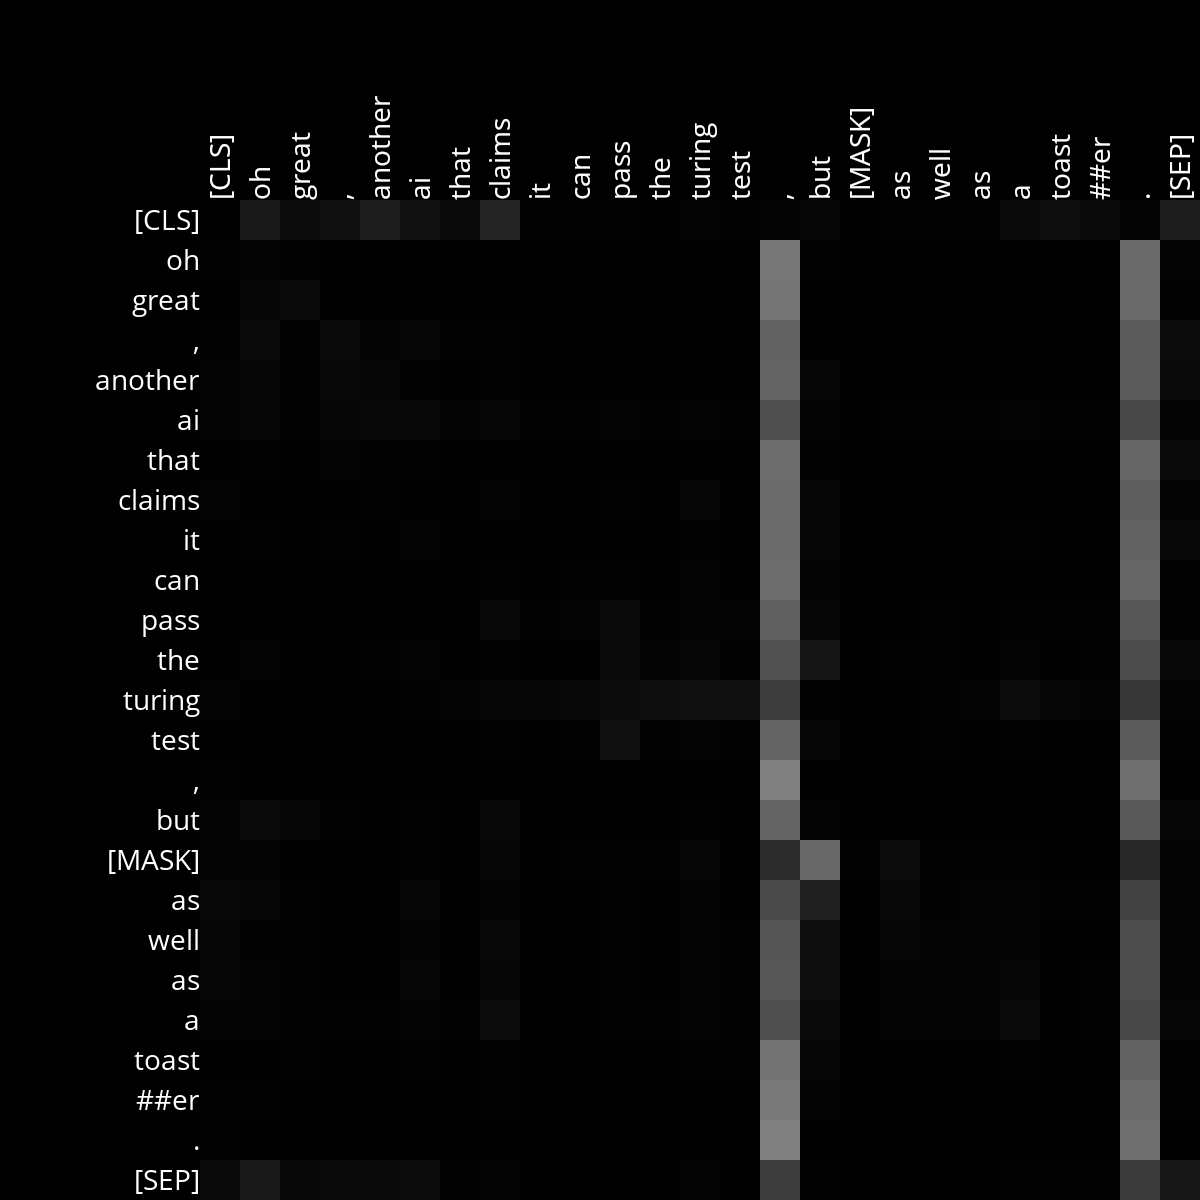 [CLS] oh great , another ai that claims it can pass the turing test , but [MASK] as well as a toast ##er . [SEP]
[CLS]
oh
great
,
another
ai
that
claims
it
can
pass
the
turing
test
,
but
[MASK]
as
well
as
a
toast
##er
.
[SEP]